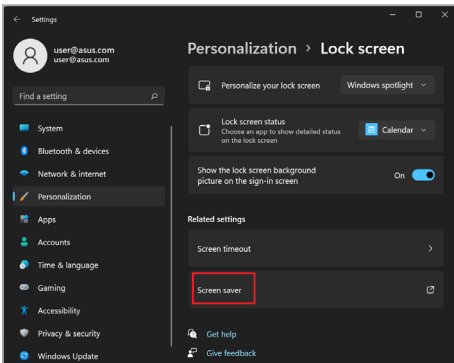 Settings
user@asus.com
user@asus.com
Find a setting
System
Bluetooth & devices
Network & internet
Personalization
Apps
Accounts
Time & language
Gaming
Accessibility
Privacy & security
Windows Update
Personalization > Lock screen
Personalize your lock screen
Windows spotlight
Lock screen status
Choose an app to show detailed status
on the lock screen
Calendar
Show the lock screen background
picture on the sign-in screen
On
Related settings
Screen timeout
Screen saver
Get help
Give feedback